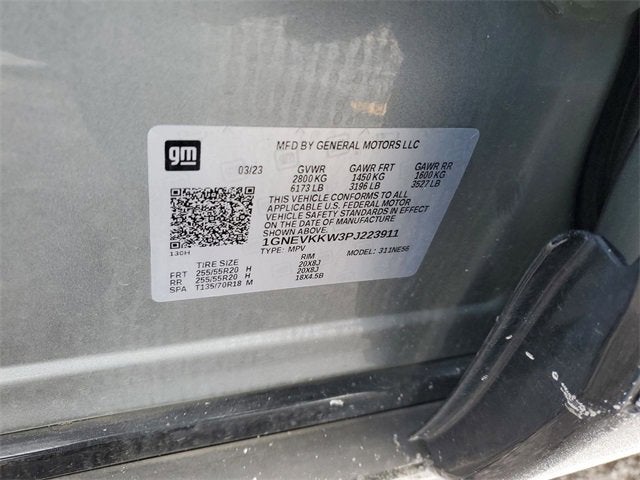 gm
MFD BY GENERAL MOTORS LLC
03/23 GVWR GAWR FRT GAWR RR
2800 KG 1450 KG 1600 KG
6173 LB 3196 LB 3527 LB
THIS VEHICLE CONFORMS TO ALL
APPLICABLE U.S. FEDERAL MOTOR
VEHICLE SAFETY STANDARDS IN EFFECT
ON THE DATE OF MANUFACTURE
SHOWN ABOVE.
1GNEVKKW3PJ223911
130H TYPE: MPV MODEL: 311NE56
TIRE SIZE RIM
FRT 255/55R20 H 20X8J
RR 255/55R20 H 20X8J
SPA T135/70R18 M 18X4.5B